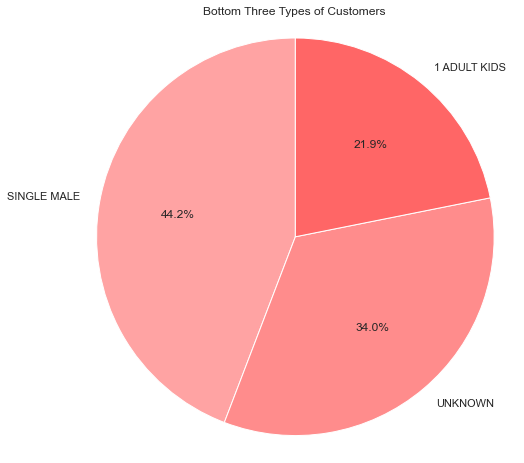 Bottom Three Types of Customers
1 ADULT KIDS
21.9%
SINGLE MALE
44.2%
34.0%
UNKNOWN